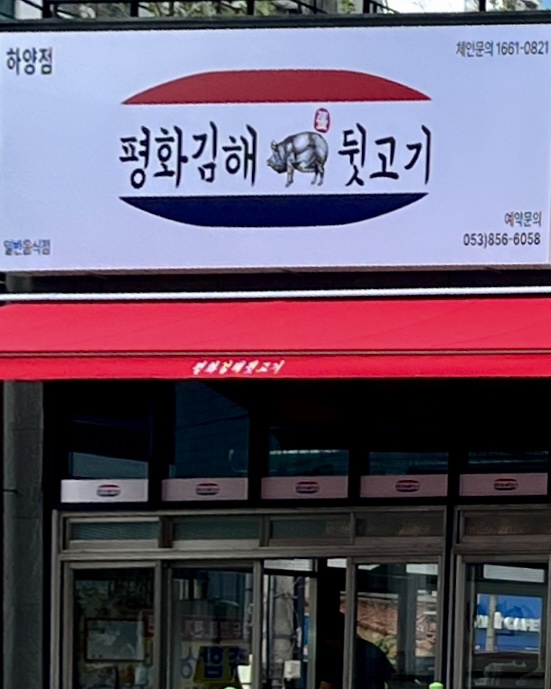 하양점
체인문의 1661-0821
평화김해 뒷고기
예약문의
053)856-6058
일반음식점
평화김해뒷고기